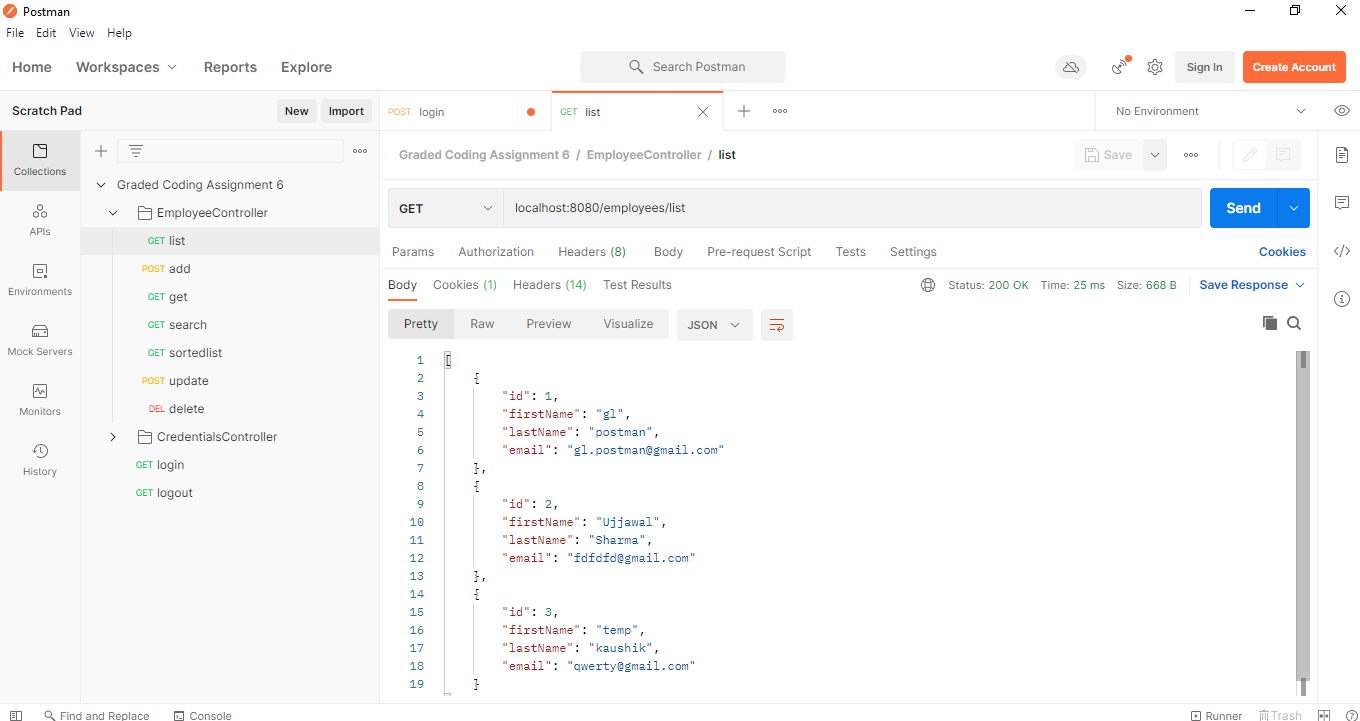 Postman
File Edit View Help
Home Workspaces Reports Explore Search Postman Sign In Create Account
Scratch Pad New Import
POST login GET list No Environment
Collections
APIs
Environments
Mock Servers
Monitors
History
Graded Coding Assignment 6
EmployeeController
GET list
POST add
GET get
GET search
GET sortedlist
POST update
DEL delete
CredentialsController
GET login
GET logout
Graded Coding Assignment 6 / EmployeeController / list Save
GET localhost:8080/employees/list Send
Params Authorization Headers (8) Body Pre-request Script Tests Settings Cookies
Body Cookies (1) Headers (14) Test Results Status: 200 OK Time: 25 ms Size: 668 B Save Response
Pretty Raw Preview Visualize JSON
1 [
2 {
3 "id": 1,
4 "firstName": "gl",
5 "lastName": "postman",
6 "email": "gl.postman@gmail.com"
7 },
8 {
9 "id": 2,
10 "firstName": "Ujjawal",
11 "lastName": "Sharma",
12 "email": "fdfdfd@gmail.com"
13 },
14 {
15 "id": 3,
16 "firstName": "temp",
17 "lastName": "kaushik",
18 "email": "qwerty@gmail.com"
19 }
Find and Replace Console Runner Trash